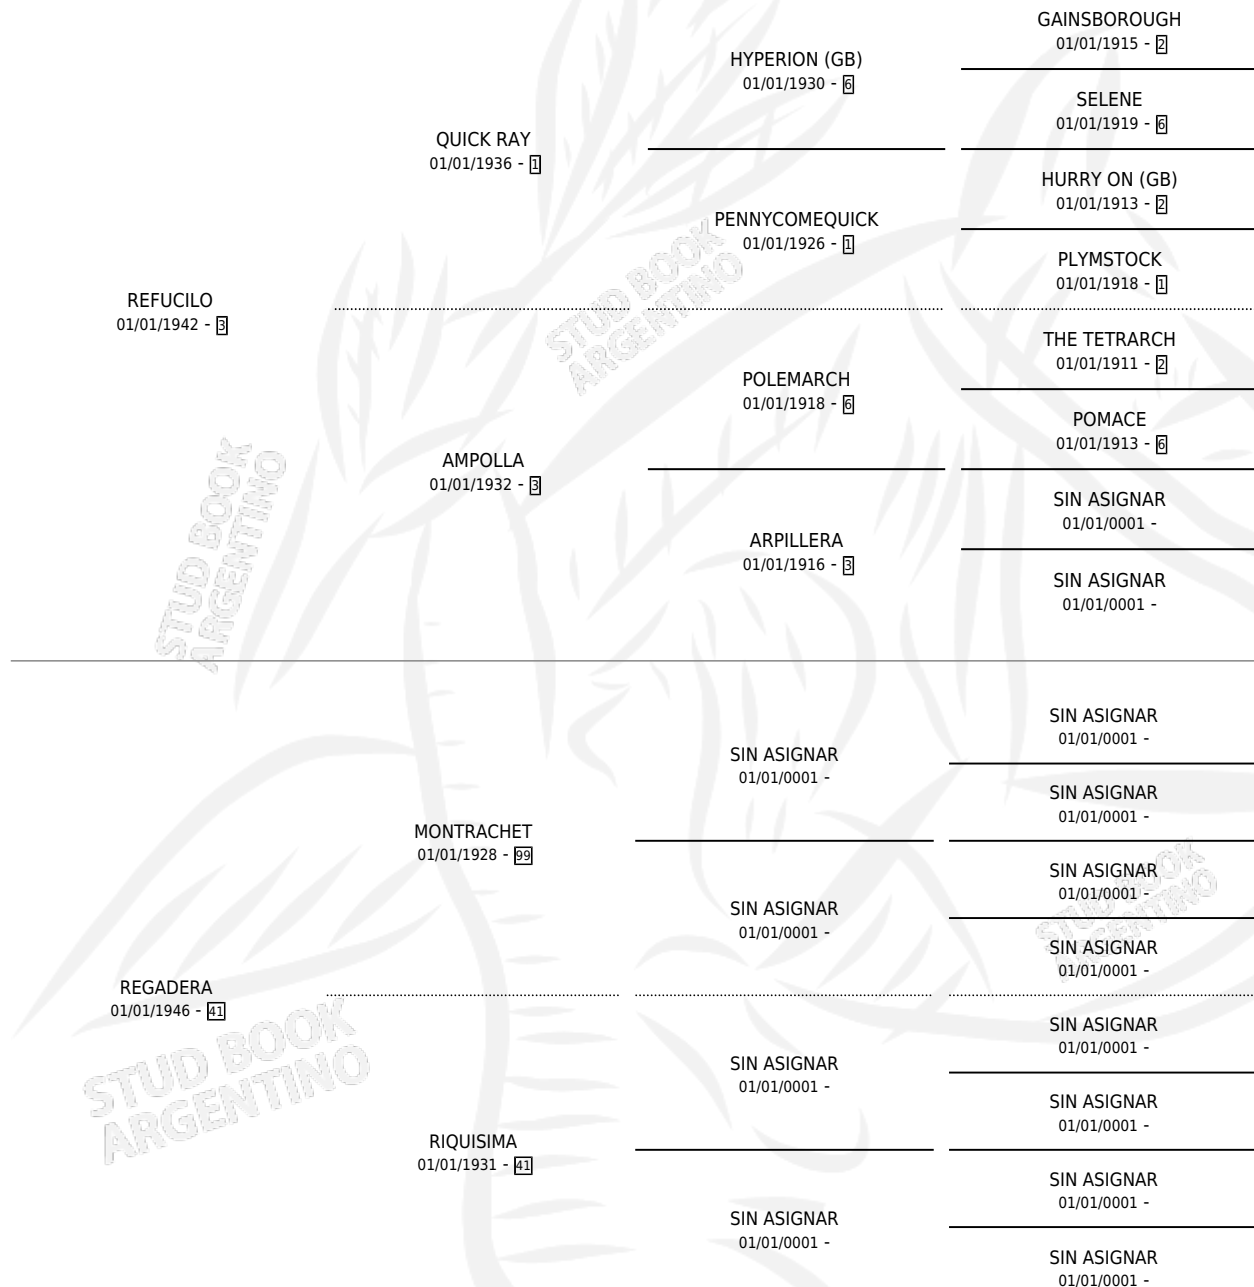 GAINSBOROUGH
01/01/1915 - 2
HYPERION (GB)
01/01/1930 - 6
SELENE
01/01/1919 - 6
QUICK RAY
01/01/1936 - 1
HURRY ON (GB)
01/01/1913 - 2
PENNYCOMEQUICK
01/01/1926 - 1
PLYMSTOCK
01/01/1918 - 1
REFUCILO
01/01/1942 - 3
THE TETRARCH
01/01/1911 - 2
POLEMARCH
01/01/1918 - 6
POMACE
01/01/1913 - 6
AMPOLLA
01/01/1932 - 3
SIN ASIGNAR
01/01/0001 -
ARPILLERA
01/01/1916 - 3
SIN ASIGNAR
01/01/0001 -
SIN ASIGNAR
01/01/0001 -
SIN ASIGNAR
01/01/0001 -
SIN ASIGNAR
01/01/0001 -
MONTRACHET
01/01/1928 - 99
SIN ASIGNAR
01/01/0001 -
SIN ASIGNAR
01/01/0001 -
SIN ASIGNAR
01/01/0001 -
REGADERA
01/01/1946 - 41
SIN ASIGNAR
01/01/0001 -
SIN ASIGNAR
01/01/0001 -
SIN ASIGNAR
01/01/0001 -
RIQUISIMA
01/01/1931 - 41
SIN ASIGNAR
01/01/0001 -
SIN ASIGNAR
01/01/0001 -
SIN ASIGNAR
01/01/0001 -
STUD BOOK
ARGENTINO
STUD BOOK
ARGENTINO
STUD BOOK
ARGENTINO
STUD BOOK
ARGENTINO